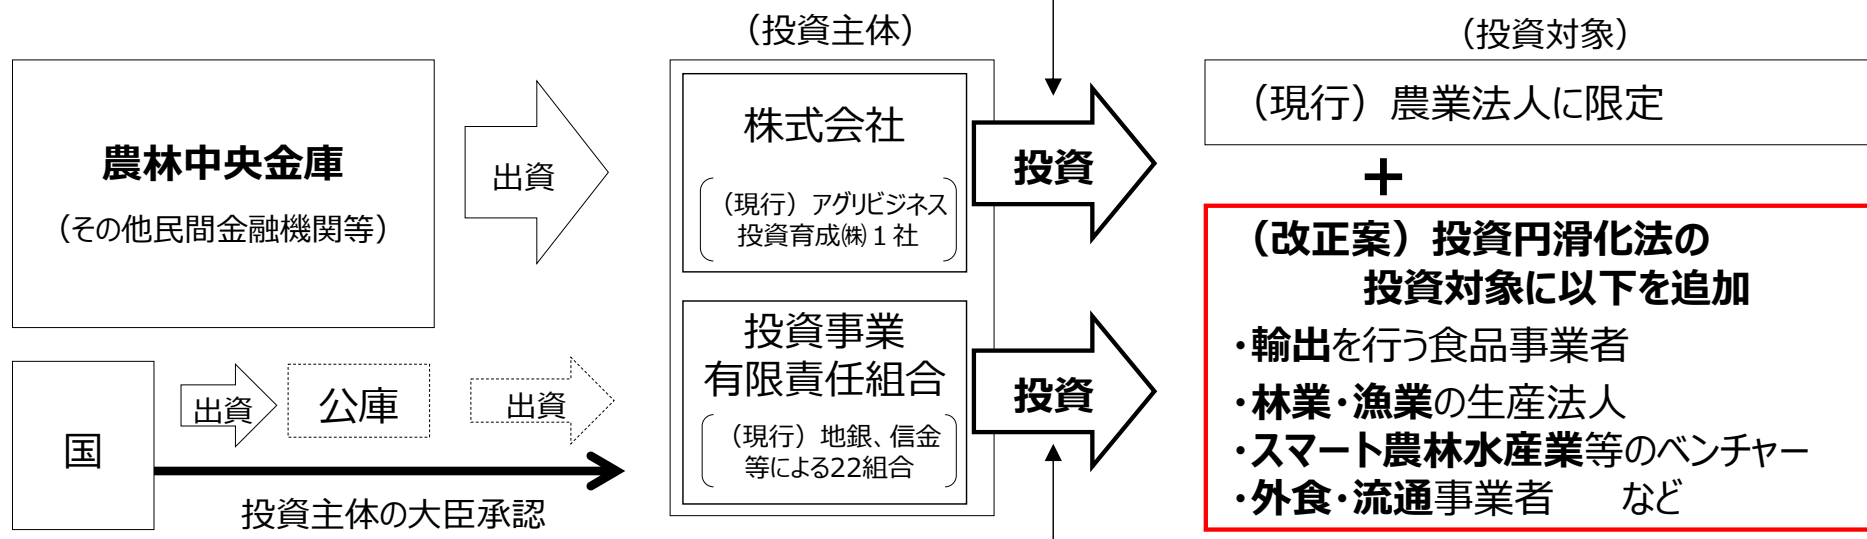 農林中央金庫
（その他民間金融機関等）
出資
国
出資
公庫
出資
投資主体の大臣承認
（投資主体）
株式会社
（現行）アグリビジネス
投資育成㈱１社
投資事業
有限責任組合
（現行）地銀、信金
等による22組合
投資
投資
（投資対象）
（現行）農業法人に限定
＋
（改正案）投資円滑化法の
投資対象に以下を追加
・輸出を行う食品事業者
・林業・漁業の生産法人
・スマート農林水産業等のベンチャー
・外食・流通事業者　　など